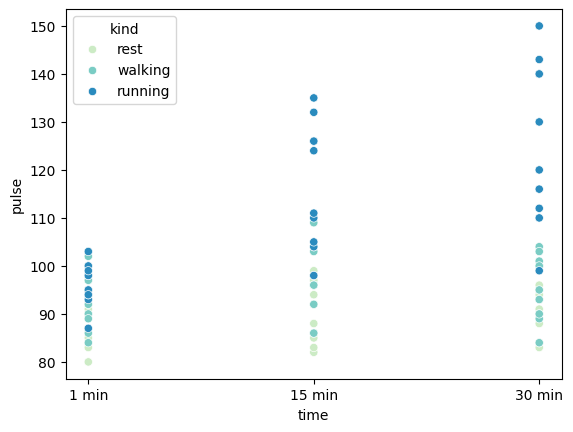 kind
rest
walking
running
150
140
130
120
110
100
90
80
pulse
1 min
15 min
30 min
time